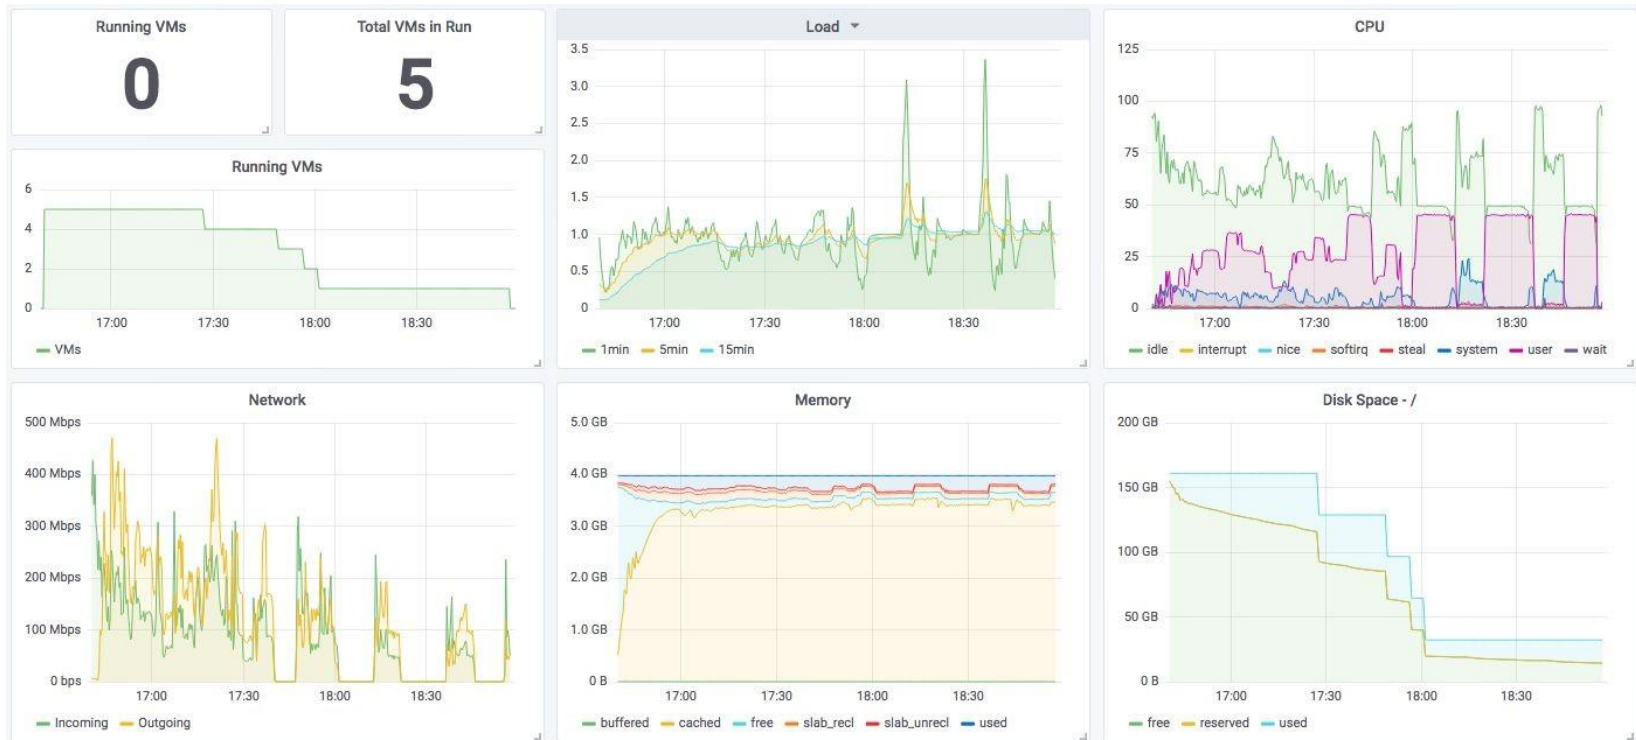 Running VMs
0
Total VMs in Run
5
Running VMs
6
4
2
0
17:00 17:30 18:00 18:30
VMs
Load
3.5
3.0
2.5
2.0
1.5
1.0
0.5
0
17:00 17:30 18:00 18:30
1min 5min 15min
CPU
125
100
75
50
25
0
17:00 17:30 18:00 18:30
idle interrupt nice softirq steal system user wait
Network
500 Mbps
400 Mbps
300 Mbps
200 Mbps
100 Mbps
0 bps
17:00 17:30 18:00 18:30
Incoming Outgoing
Memory
5.0 GB
4.0 GB
3.0 GB
2.0 GB
1.0 GB
0 B
17:00 17:30 18:00 18:30
buffered cached free slab_recl slab_unrecl used
Disk Space - /
200 GB
150 GB
100 GB
50 GB
0 B
17:00 17:30 18:00 18:30
free reserved used